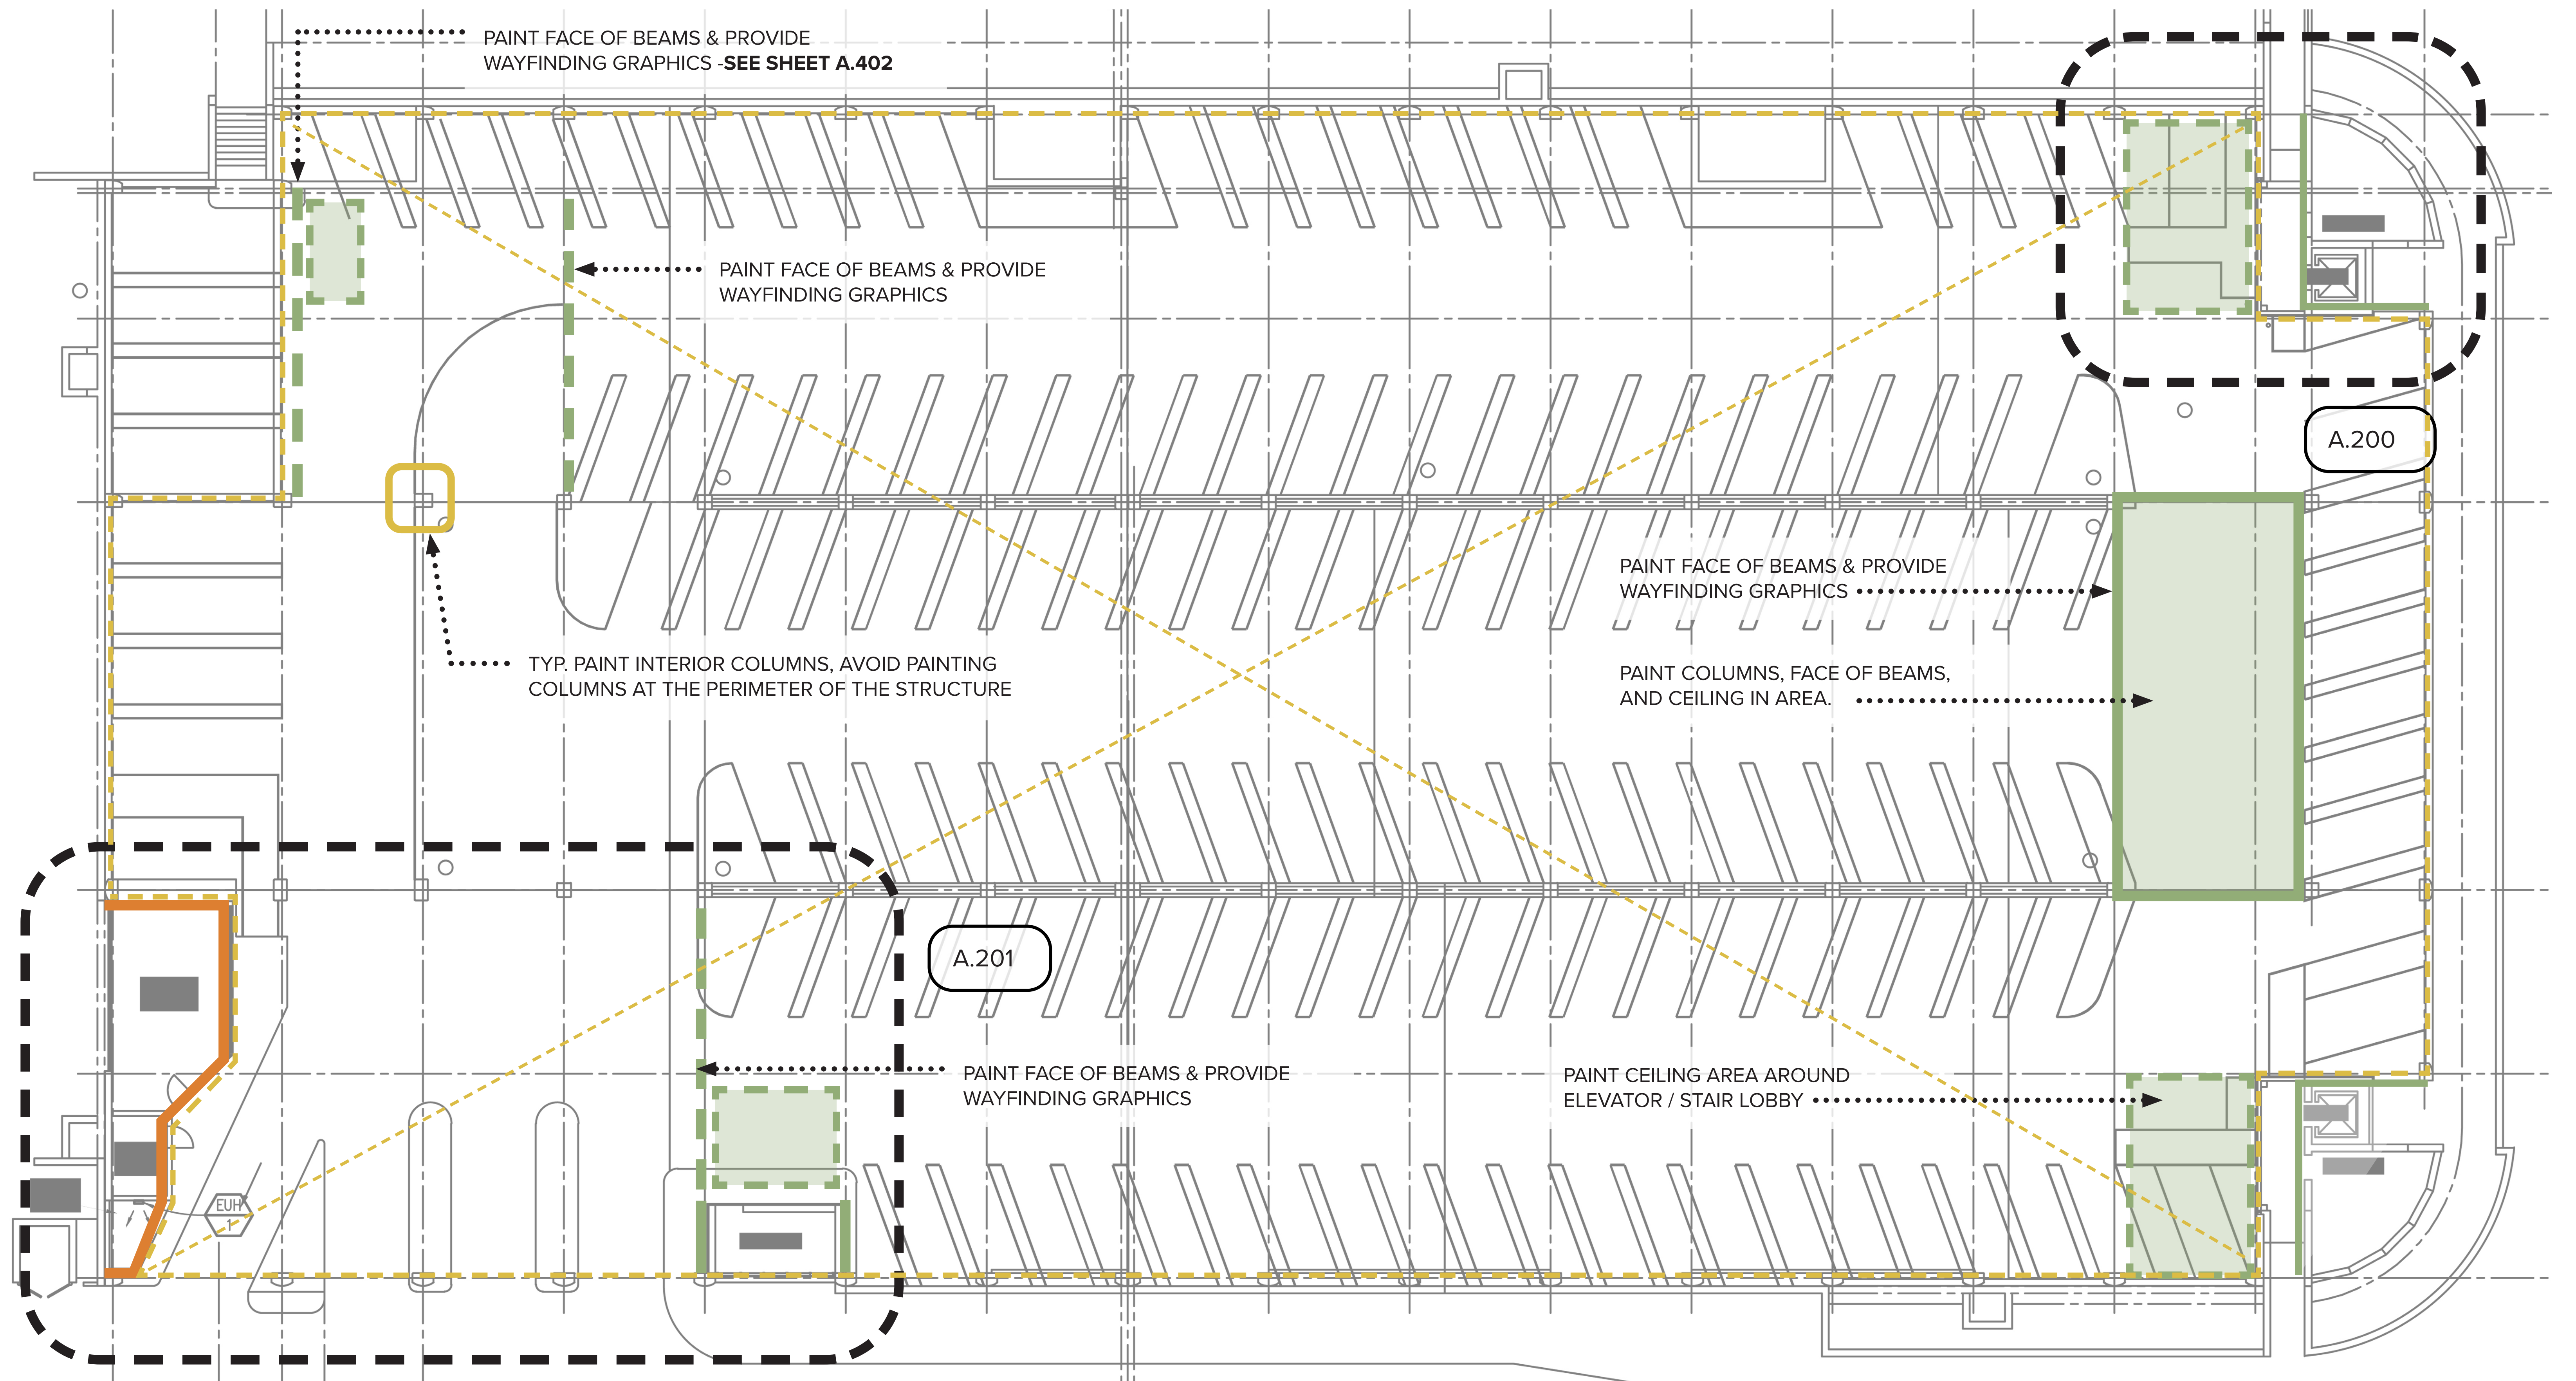 PAINT FACE OF BEAMS & PROVIDE
WAYFINDING GRAPHICS -SEE SHEET A.402
PAINT FACE OF BEAMS & PROVIDE
WAYFINDING GRAPHICS
A.200
PAINT FACE OF BEAMS & PROVIDE
WAYFINDING GRAPHICS
TYP. PAINT INTERIOR COLUMNS, AVOID PAINTING
COLUMNS AT THE PERIMETER OF THE STRUCTURE
PAINT COLUMNS, FACE OF BEAMS,
AND CEILING IN AREA.
A.201
PAINT FACE OF BEAMS & PROVIDE
WAYFINDING GRAPHICS
PAINT CEILING AREA AROUND
ELEVATOR / STAIR LOBBY
EUH
1